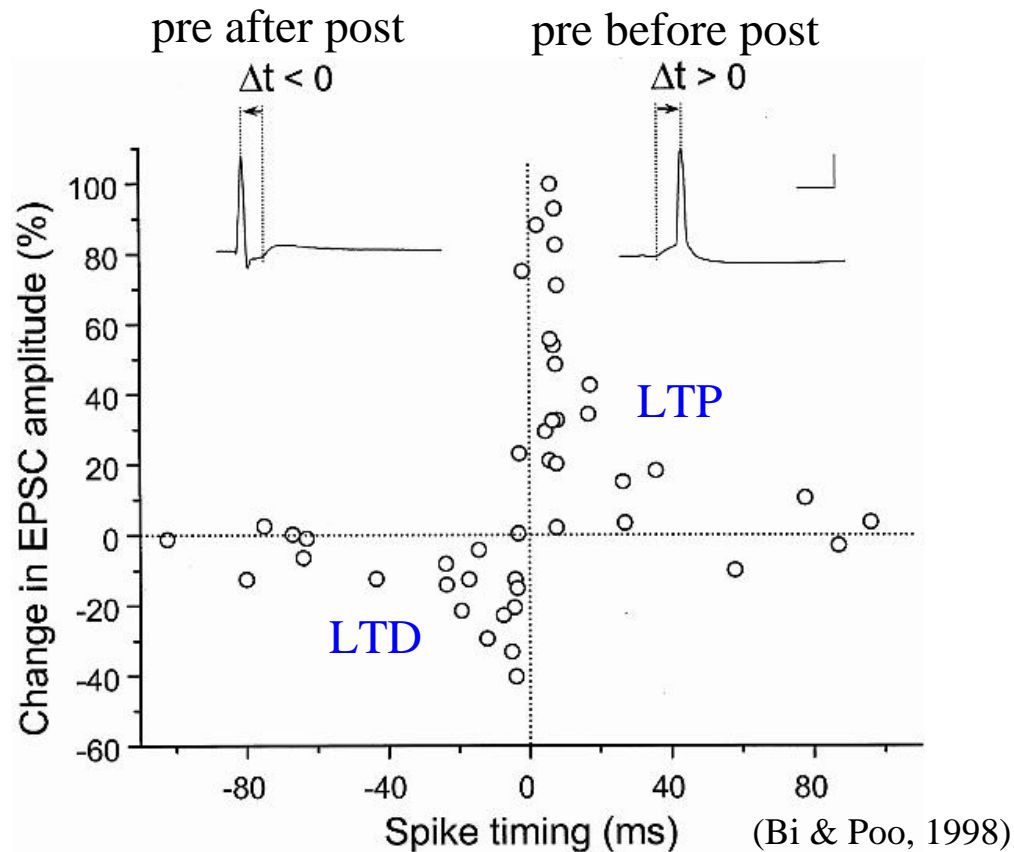 pre after post
pre before post
Δt < 0
Δt > 0
Change in EPSC amplitude (%)
100
80
60
40
20
0
-20
-40
-60
LTP
LTD
-80
-40
0
40
80
Spike timing (ms)
(Bi & Poo, 1998)